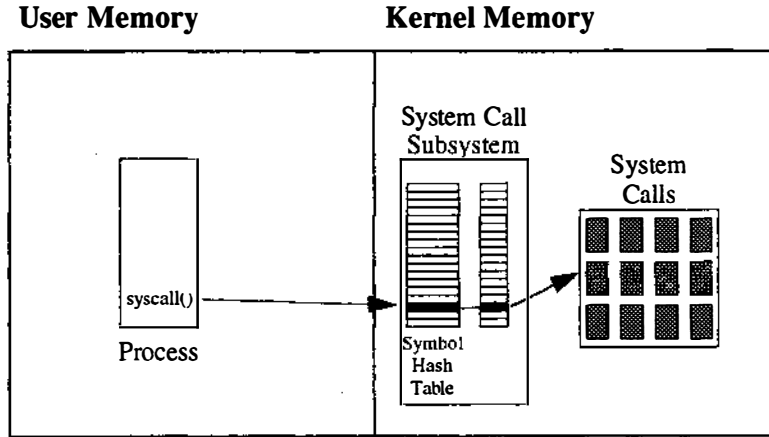 User Memory
Kernel Memory
System Call
Subsystem
System
Calls
syscall()
Process
Symbol
Hash
Table